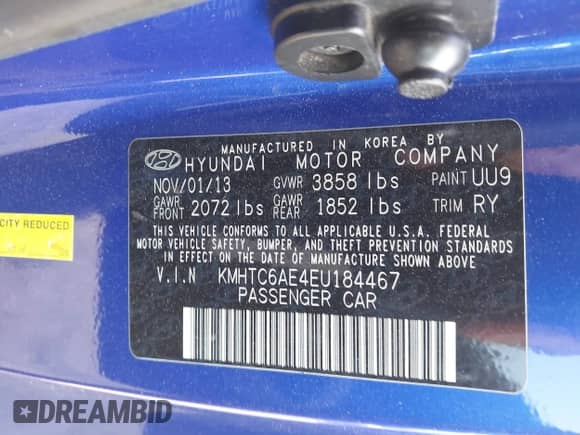 MANUFACTURED IN KOREA BY
HYUNDAI MOTOR COMPANY
NOV/01/13 GVWR 3858 lbs PAINT UU9
GAWR FRONT 2072 lbs GAWR REAR 1852 lbs TRIM RY
THIS VEHICLE CONFORMS TO ALL APPLICABLE U.S.A. FEDERAL
MOTOR VEHICLE SAFETY, BUMPER, AND THEFT PREVENTION STANDARDS
IN EFFECT ON THE DATE OF MANUFACTURE SHOWN ABOVE
V.I.N KMHTC6AE4EU184467
PASSENGER CAR
CITY REDUCED
DREAMBID